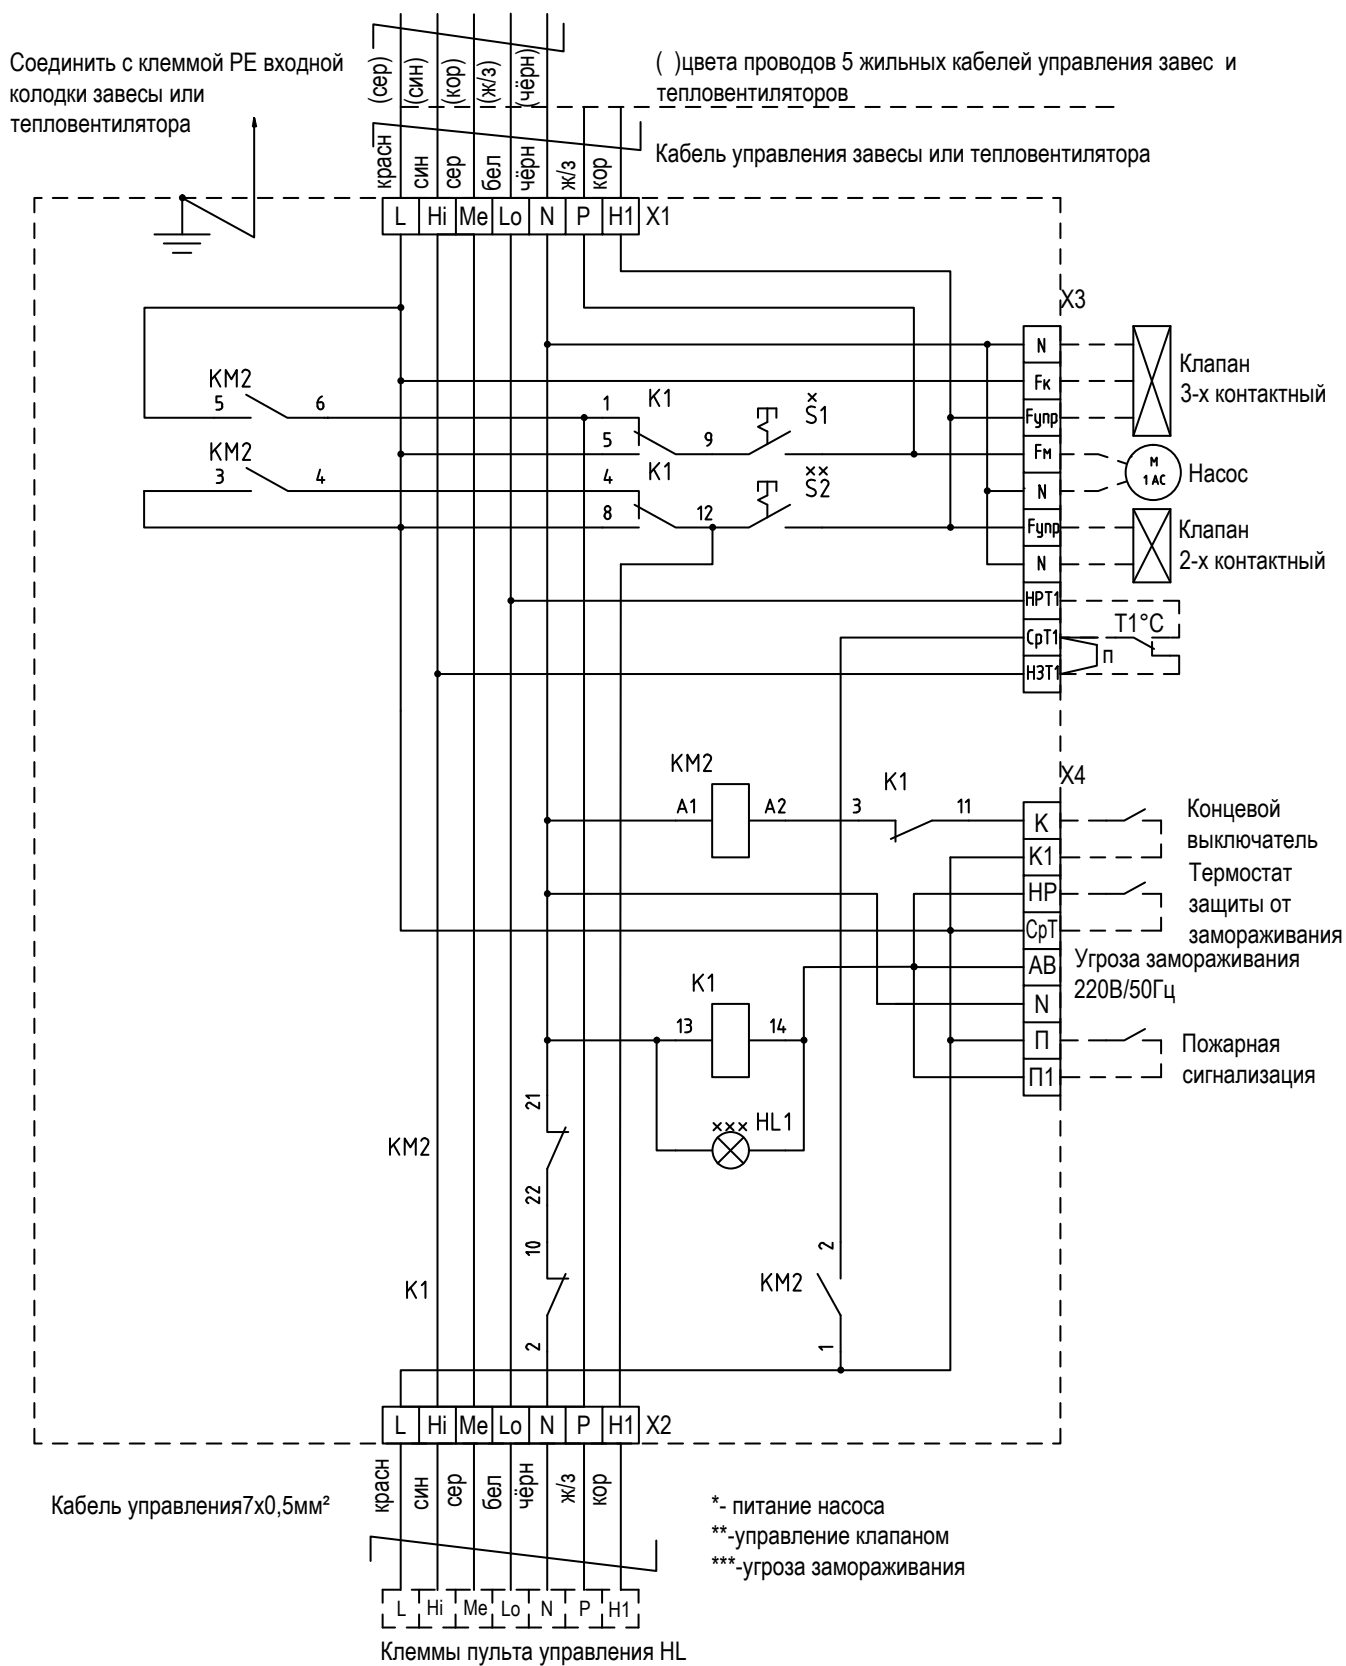 Соединить с клеммой PE входной
колодки завесы или
тепловентилятора
(сер)
(син)
(кор)
(ж/з)
(чёрн)
( )цвета проводов 5 жильных кабелей управления завес и
тепловентиляторов
красн
син
сер
бел
чёрн
ж/з
кор
Кабель управления завесы или тепловентилятора
L Hi Me Lo N P H1 X1
X3
N
Fк
Fупр
Fм
N
Fупр
N
НРТ1
СрТ1
НЗТ1
Клапан
3-х контактный
М
1 АС
Насос
Клапан
2-х контактный
T1°C
П
KM2
5 6
1 K1
5 9
× S1
KM2
3 4
4 K1
8 12
×× S2
KM2
A1 A2
3 K1 11
X4
K
K1
HP
СрТ
AB
N
П
П1
Концевой
выключатель
Термостат
защиты от
замораживания
Угроза замораживания
220В/50Гц
Пожарная
сигнализация
K1
13 14
××× HL1
21
KM2
22
10
K1
2
2
KM2
1
L Hi Me Lo N P H1 X2
красн
син
сер
бел
чёрн
ж/з
кор
Кабель управления7х0,5мм²
*- питание насоса
**-управление клапаном
***-угроза замораживания
L Hi Me Lo N P H1
Клеммы пульта управления HL